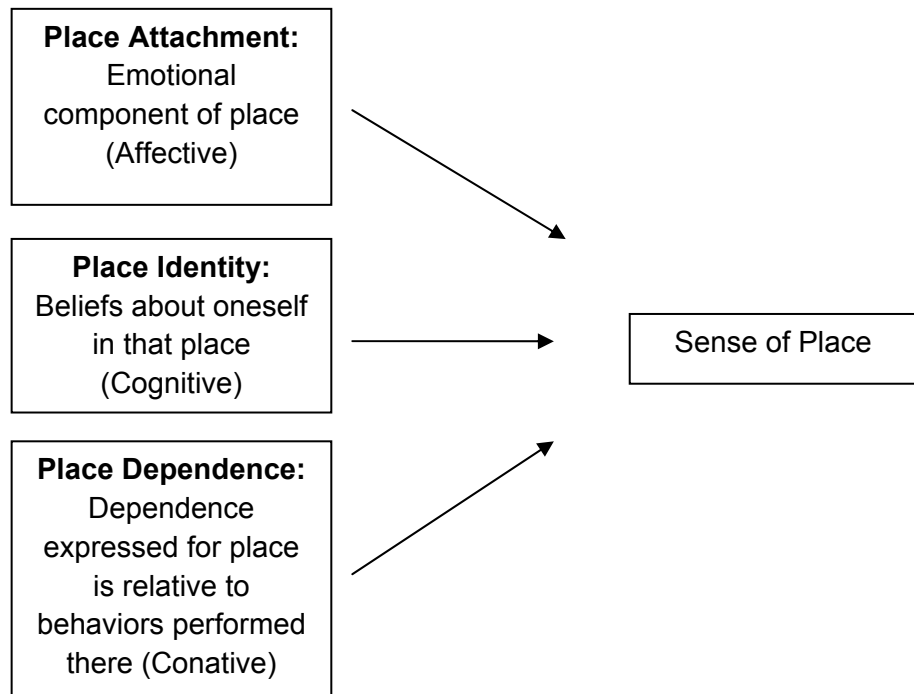 Place Attachment:
Emotional
component of place
(Affective)
Place Identity:
Beliefs about oneself
in that place
(Cognitive)
Sense of Place
Place Dependence:
Dependence
expressed for place
is relative to
behaviors performed
there (Conative)